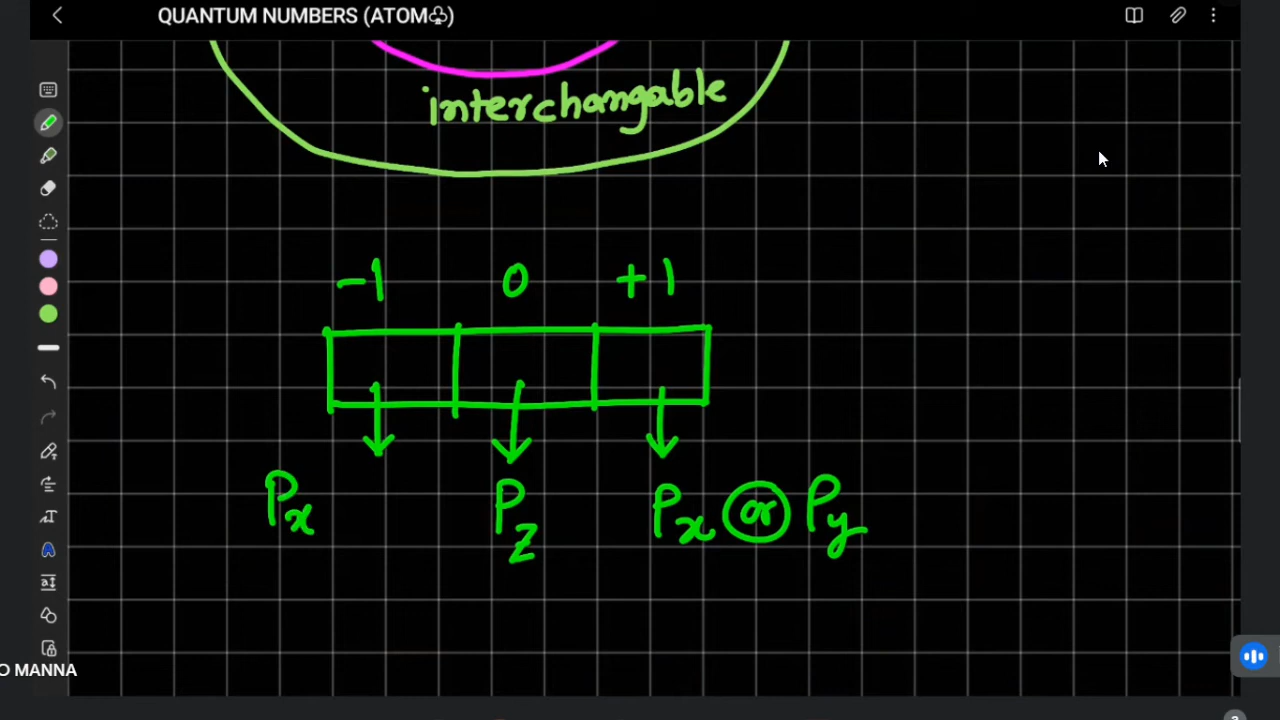 QUANTUM NUMBERS (ATOM♧)
interchangable
-1 0 +1
Px Pz Px or Py
O MANNA